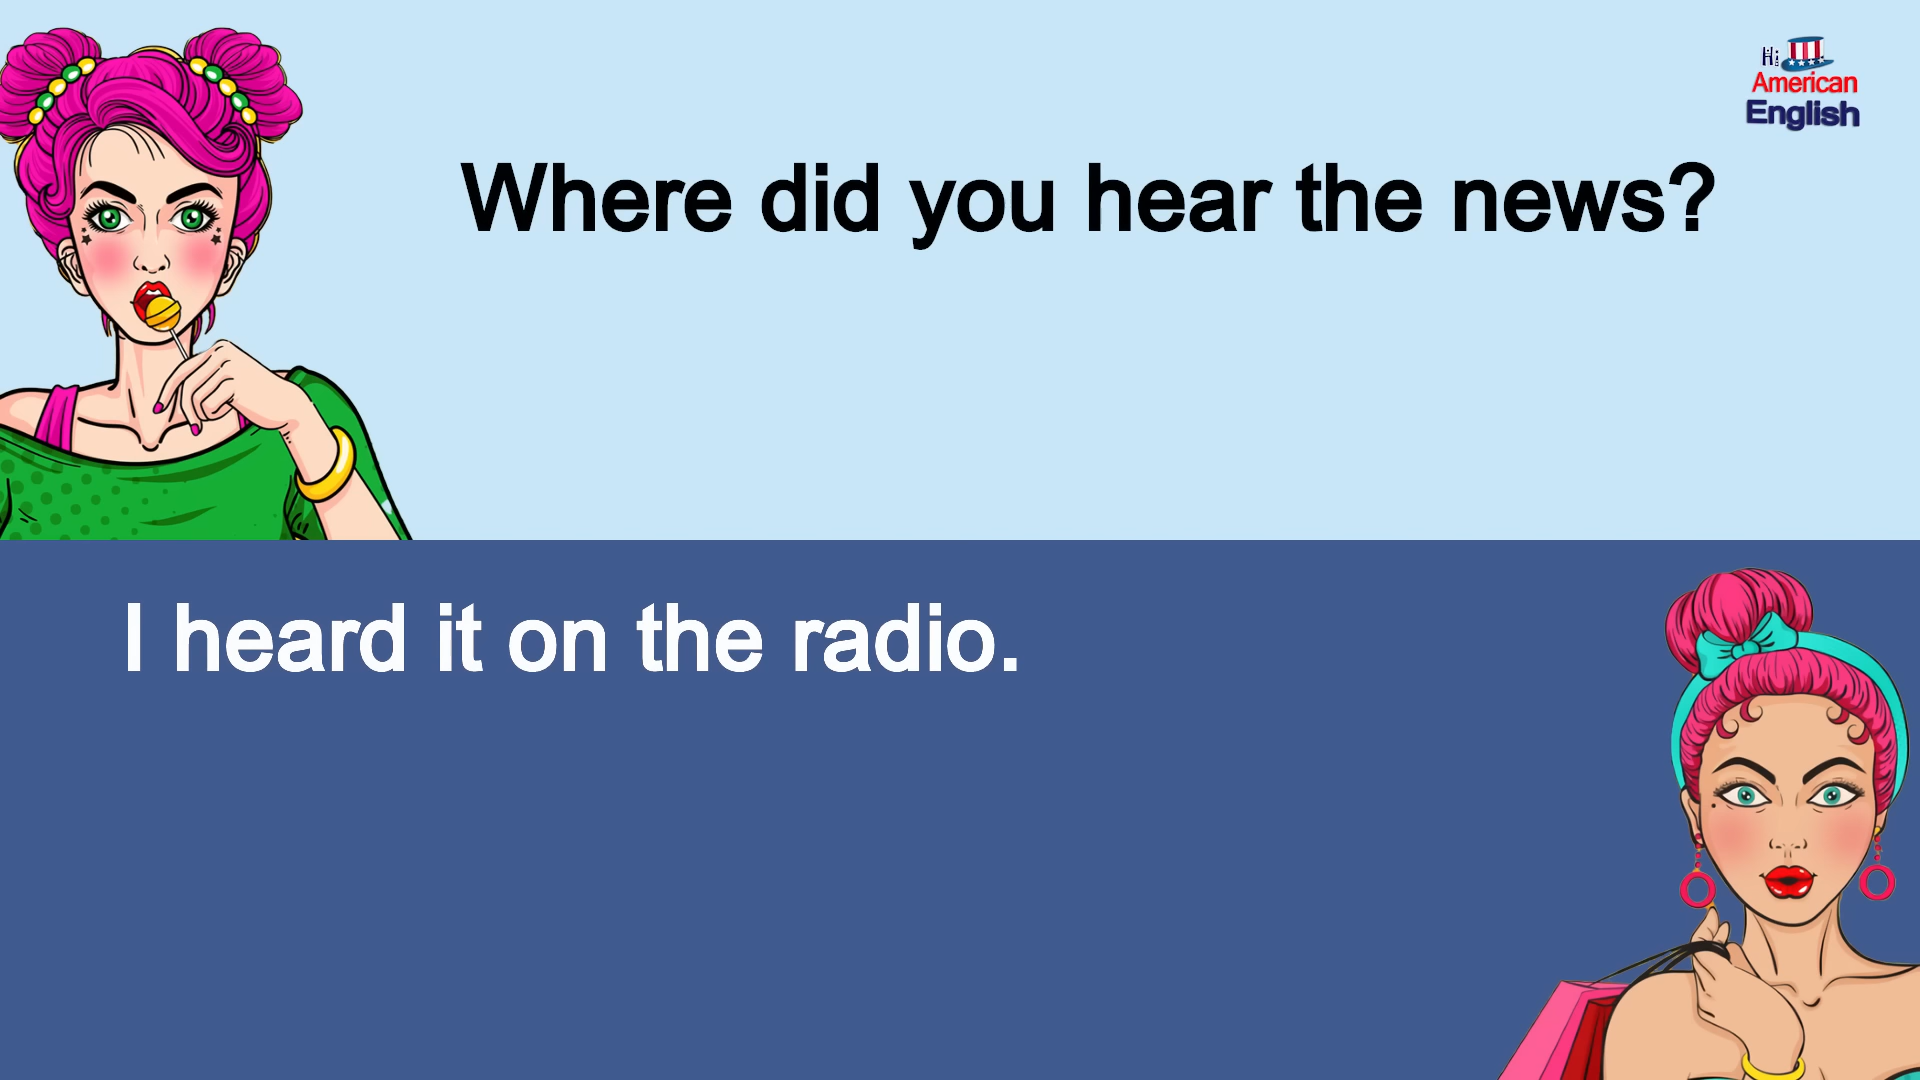 Hi
American
English
Where did you hear the news?
I heard it on the radio.